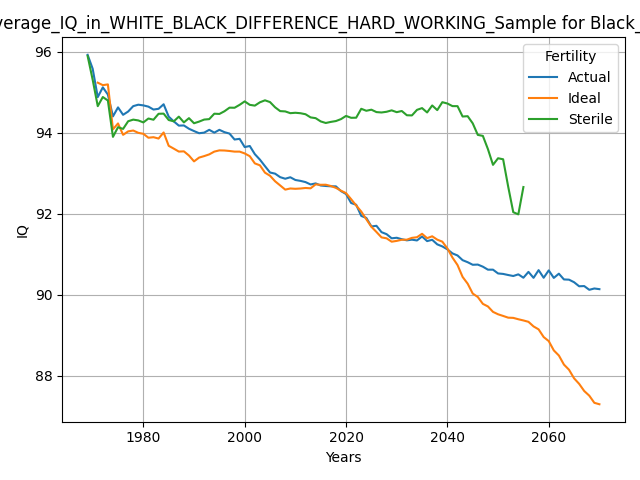 verage_IQ_in_WHITE_BLACK_DIFFERENCE_HARD_WORKING_Sample for Black_
96
94
92
90
88
IQ
Fertility
Actual
Ideal
Sterile
1980 2000 2020 2040 2060
Years